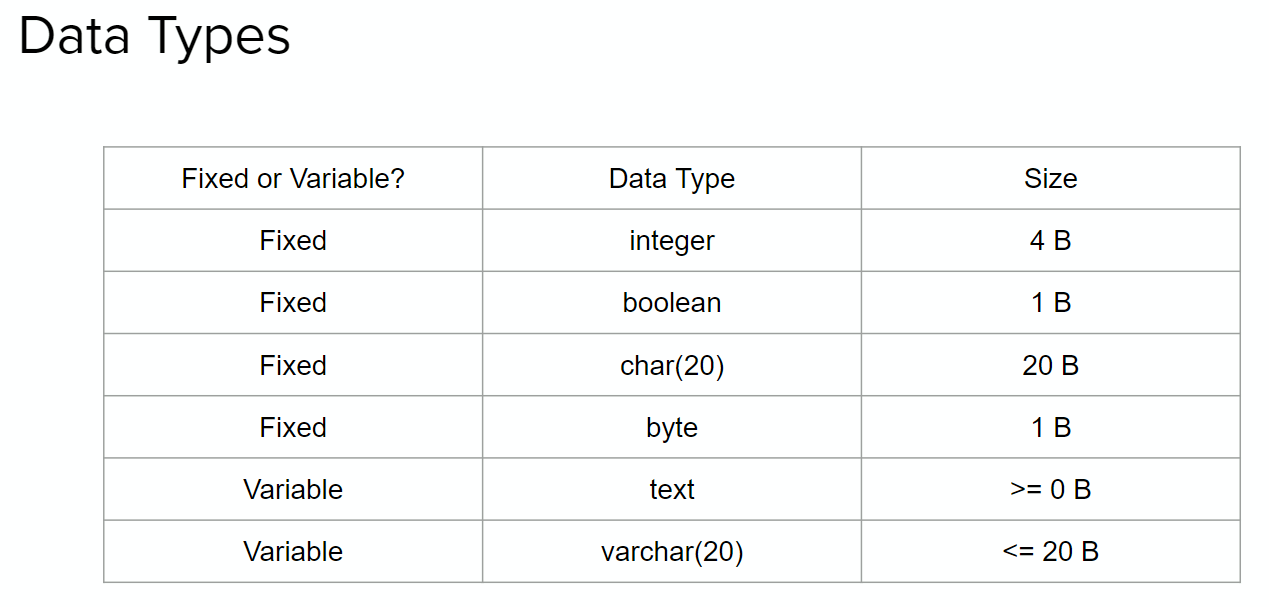 Data Types
Fixed or Variable? Data Type Size
Fixed integer 4 B
Fixed boolean 1 B
Fixed char(20) 20 B
Fixed byte 1 B
Variable text >= 0 B
Variable varchar(20) <= 20 B